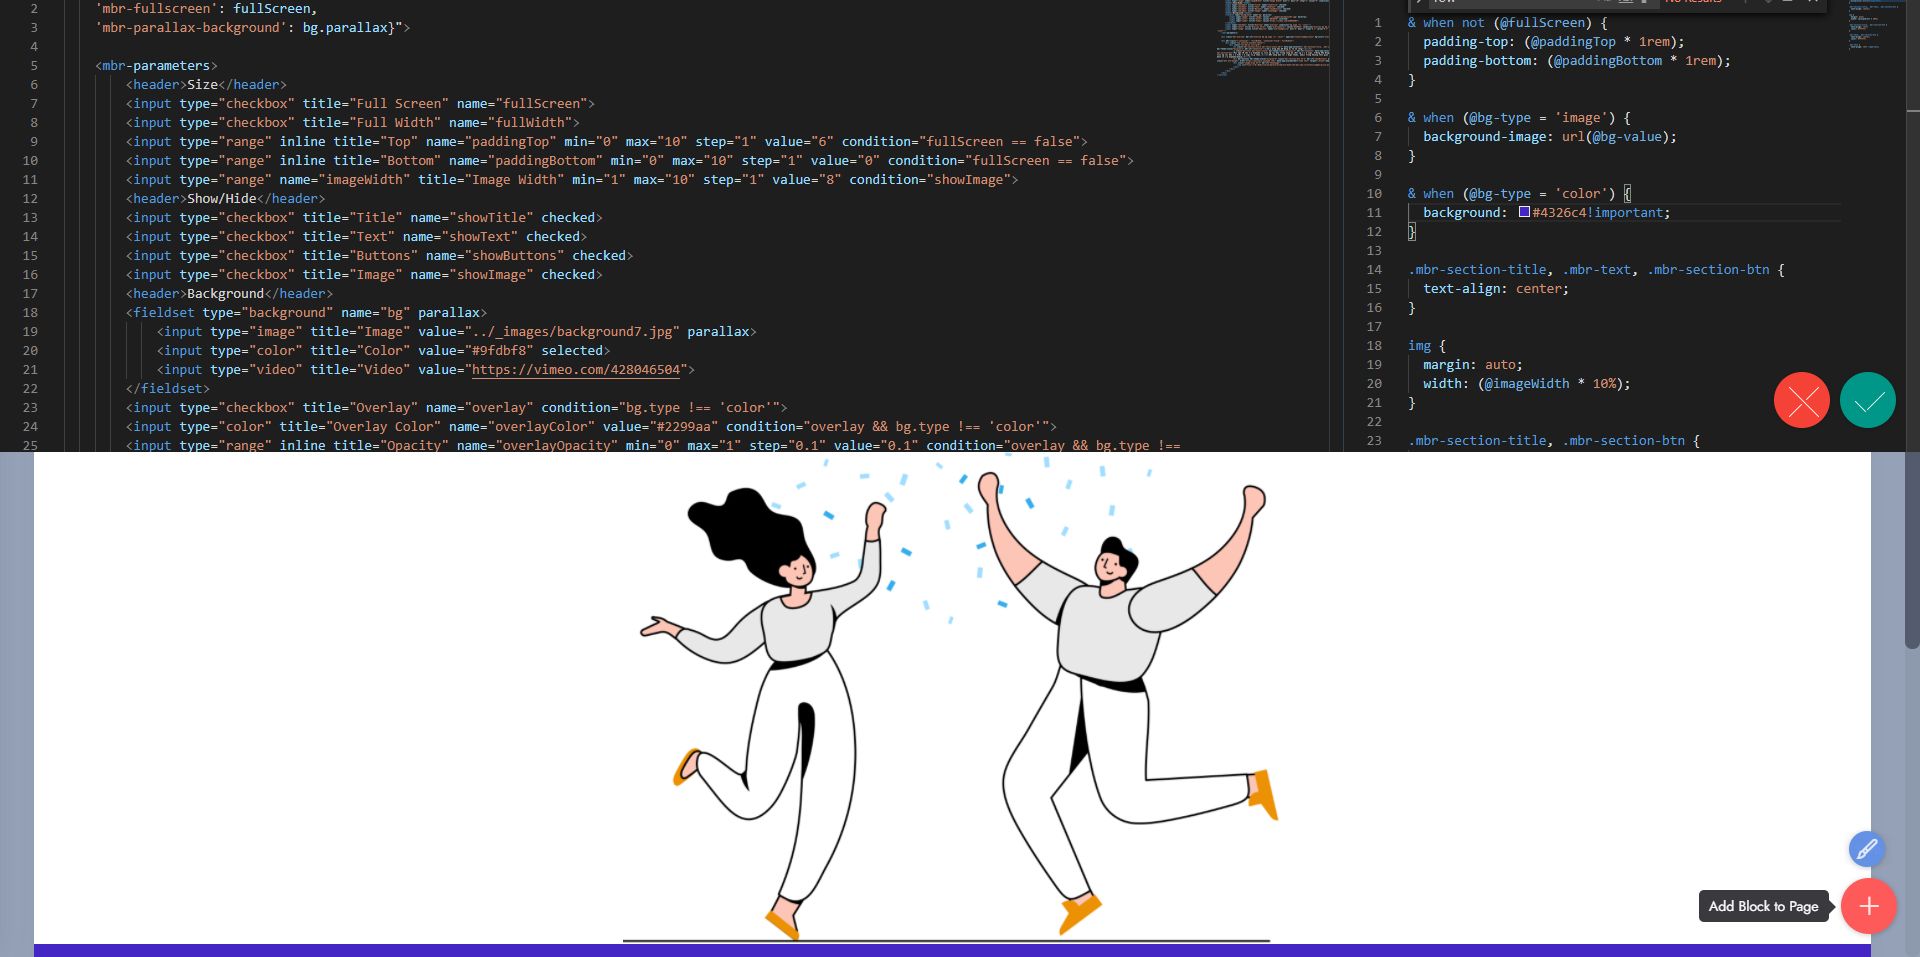 2 'mbr-fullscreen': fullScreen,
3 'mbr-parallax-background': bg.parallax}">
4
5 <mbr-parameters>
6 <header>Size</header>
7 <input type="checkbox" title="Full Screen" name="fullScreen">
8 <input type="checkbox" title="Full Width" name="fullWidth">
9 <input type="range" inline title="Top" name="paddingTop" min="0" max="10" step="1" value="6" condition="fullScreen == false">
10 <input type="range" inline title="Bottom" name="paddingBottom" min="0" max="10" step="1" value="0" condition="fullScreen == false">
11 <input type="range" name="imageWidth" title="Image Width" min="1" max="10" step="1" value="8" condition="showImage">
12 <header>Show/Hide</header>
13 <input type="checkbox" title="Title" name="showTitle" checked>
14 <input type="checkbox" title="Text" name="showText" checked>
15 <input type="checkbox" title="Buttons" name="showButtons" checked>
16 <input type="checkbox" title="Image" name="showImage" checked>
17 <header>Background</header>
18 <fieldset type="background" name="bg" parallax>
19 <input type="image" title="Image" value="../_images/background7.jpg" parallax>
20 <input type="color" title="Color" value="#9fdbf8" selected>
21 <input type="video" title="Video" value="https://vimeo.com/428046504">
22 </fieldset>
23 <input type="checkbox" title="Overlay" name="overlay" condition="bg.type !== 'color'">
24 <input type="color" title="Overlay Color" name="overlayColor" value="#2299aa" condition="overlay && bg.type !== 'color'">
25 <input type="range" inline title="Opacity" name="overlayOpacity" min="0" max="1" step="0.1" value="0.1" condition="overlay && bg.type !==
No Results
1 & when not (@fullScreen) {
2 padding-top: (@paddingTop * 1rem);
3 padding-bottom: (@paddingBottom * 1rem);
4 }
5
6 & when (@bg-type = 'image') {
7 background-image: url(@bg-value);
8 }
9
10 & when (@bg-type = 'color') {
11 background: #4326c4!important;
12 }
13
14 .mbr-section-title, .mbr-text, .mbr-section-btn {
15 text-align: center;
16 }
17
18 img {
19 margin: auto;
20 width: (@imageWidth * 10%);
21 }
22
23 .mbr-section-title, .mbr-section-btn {
Add Block to Page